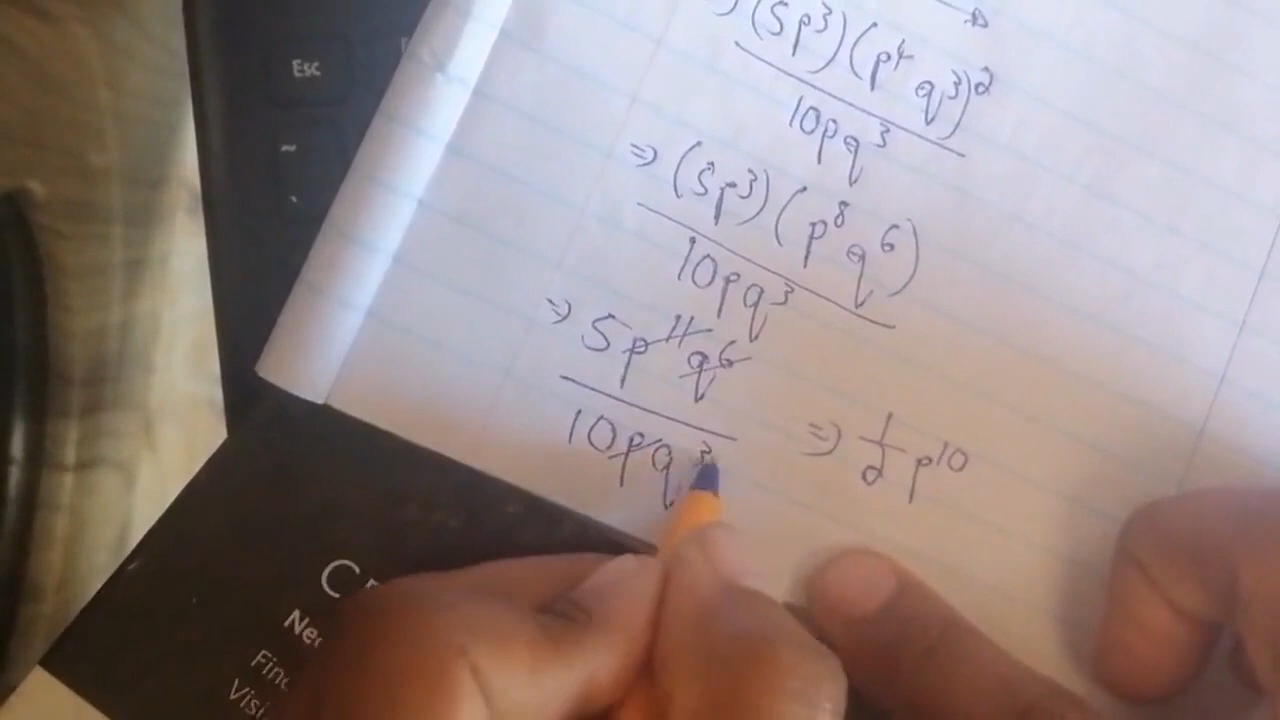 (5p³)(p⁴q³)²
10pq³
⇒ (5p³)(p⁸q⁶)
10pq³
⇒ 5p¹¹q⁶
10pq³
⇒ 1/2 p¹⁰
Esc
~
`